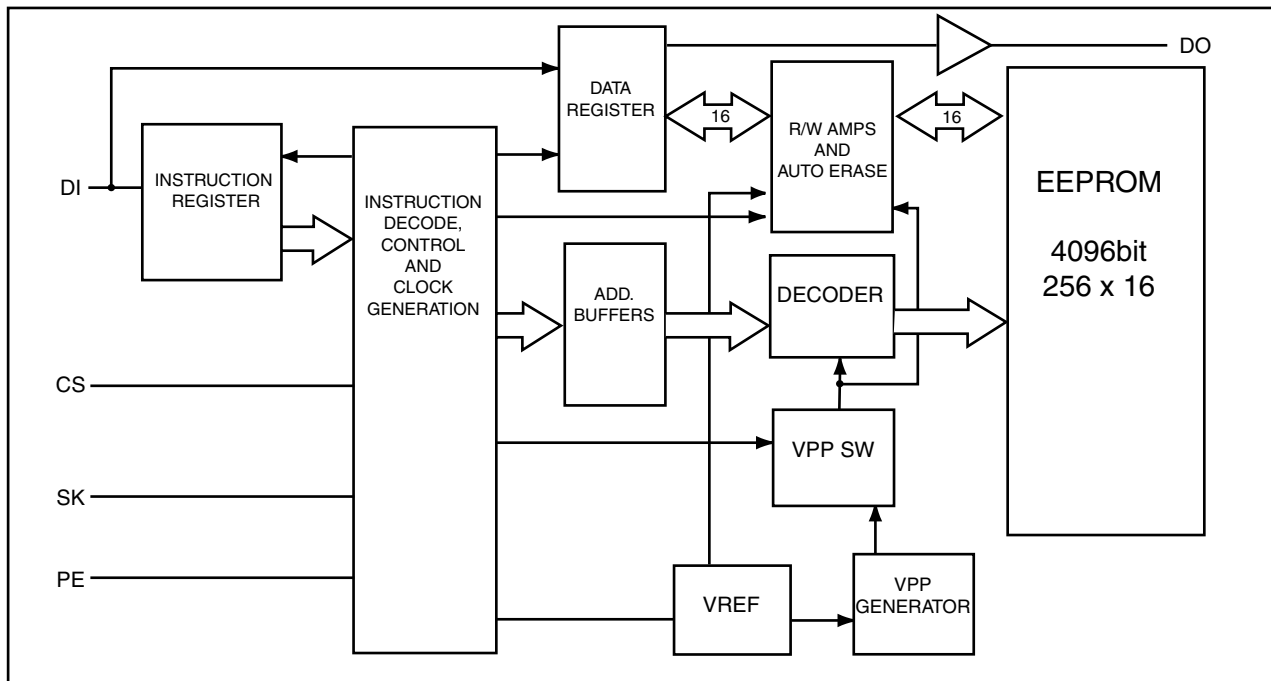 DO
DATA
REGISTER
16
R/W AMPS
AND
AUTO ERASE
16
EEPROM
4096bit
256 x 16
DI
INSTRUCTION
REGISTER
INSTRUCTION
DECODE,
CONTROL
AND
CLOCK
GENERATION
ADD.
BUFFERS
DECODER
CS
VPP SW
SK
PE
VREF
VPP
GENERATOR